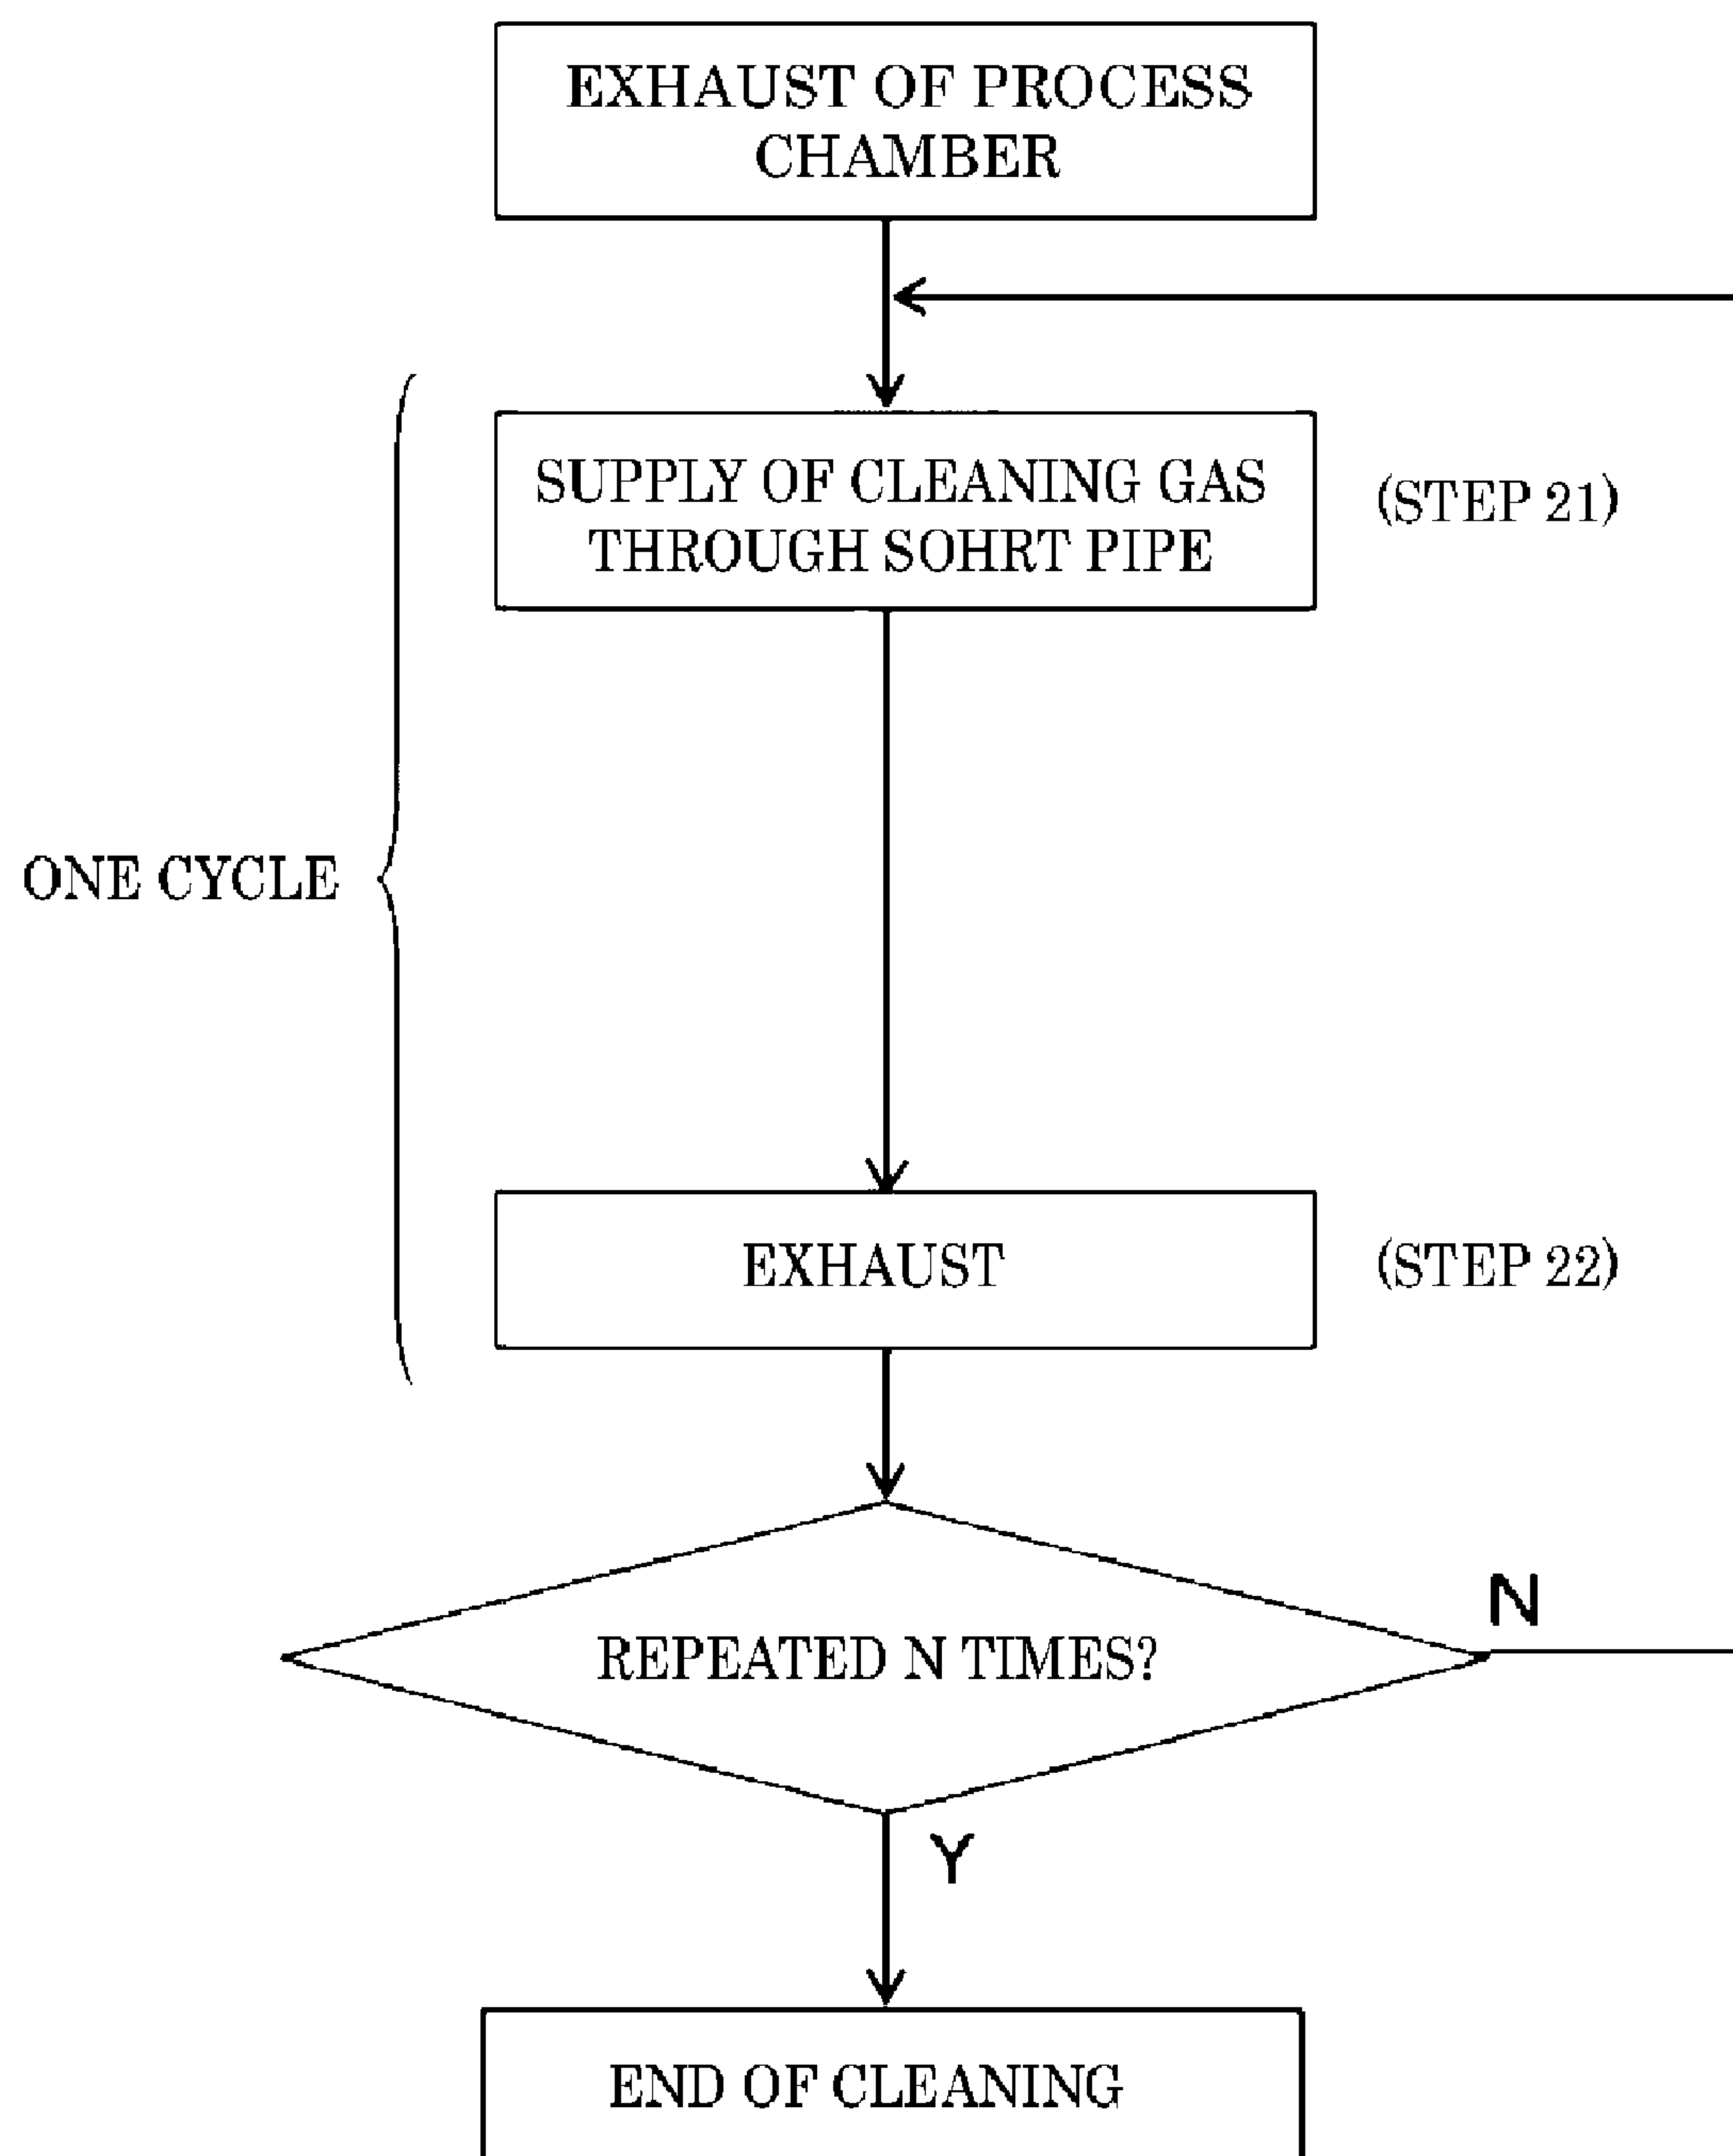 EXHAUST OF PROCESS
CHAMBER
SUPPLY OF CLEANING GAS
THROUGH SOHRT PIPE
(STEP 21)
ONE CYCLE
EXHAUST
(STEP 22)
N
REPEATED N TIMES?
Y
END OF CLEANING